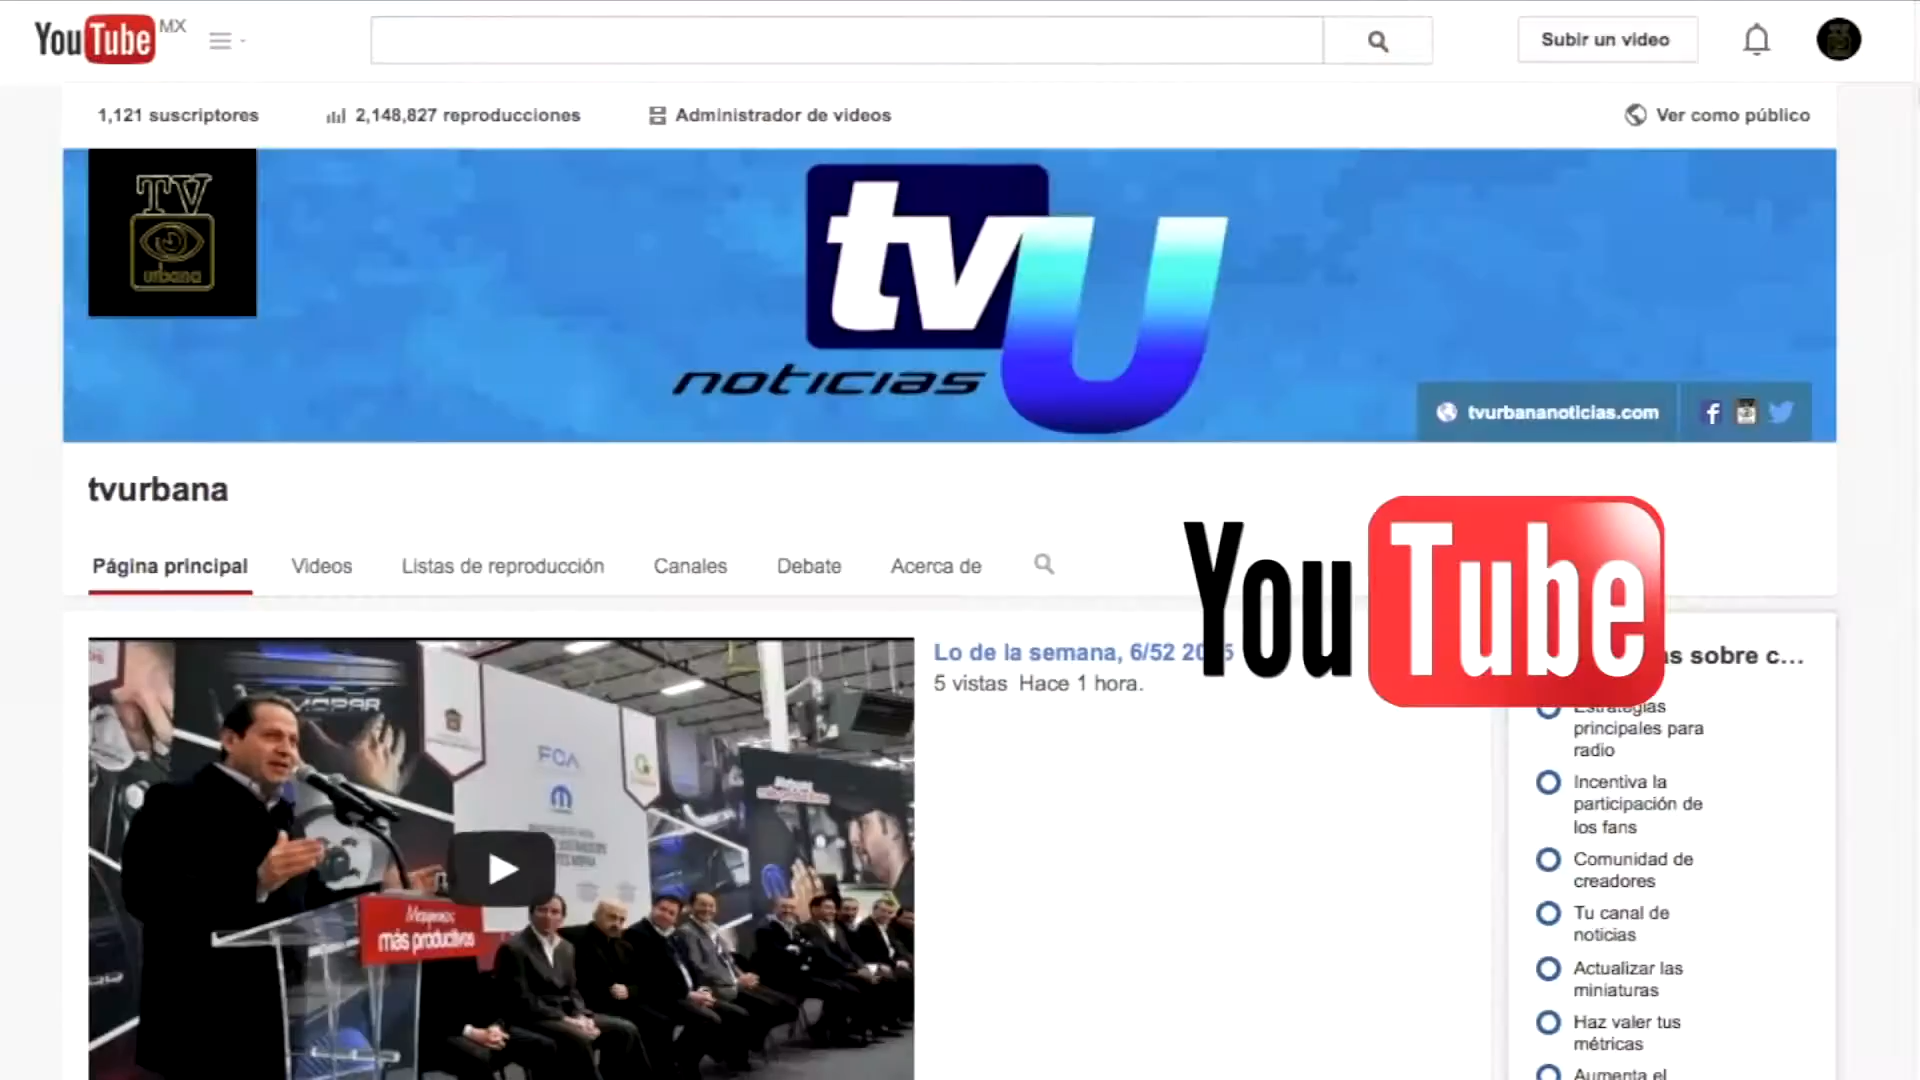 YouTube MX
Subir un video
1,121 suscriptores
2,148,827 reproducciones
Administrador de videos
Ver como público
TV
urbana
tvU
noticias
tvurbananoticias.com
tvurbana
Página principal
Videos
Listas de reproducción
Canales
Debate
Acerca de
YouTube
Lo de la semana, 6/52
5 vistas Hace 1 hora.
sobre c...
Estrategias
principales para
radio
Incentiva la
participación de
los fans
Comunidad de
creadores
Tu canal de
noticias
Actualizar las
miniaturas
Haz valer tus
métricas
Aumenta el
MOPAR
FCA
más productivos